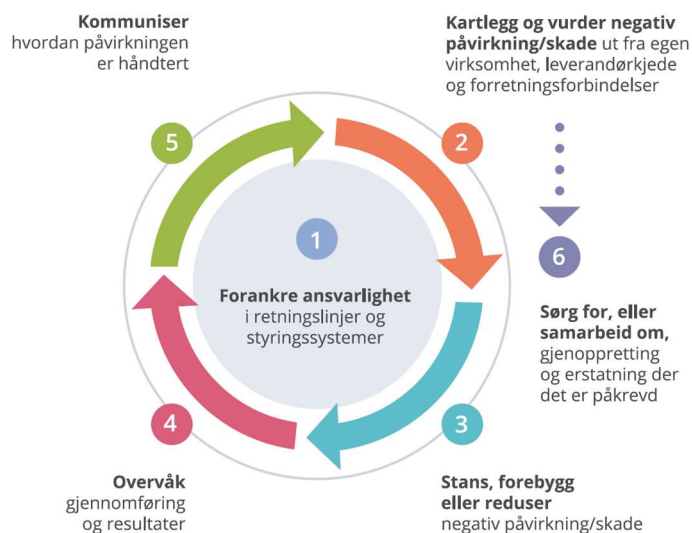 Kommuniser
hvordan påvirkningen
er håndtert
5
Kartlegg og vurder negativ
påvirkning/skade ut fra egen
virksomhet, leverandørkjede
og forretningsforbindelser
2
1
Forankre ansvarlighet
i retningslinjer og
styringssystemer
6
Sørg for, eller
samarbeid om,
gjenoppretting
og erstatning der
det er påkrevd
4
Overvåk
gjennomføring
og resultater
3
Stans, forebygg
eller reduser
negativ påvirkning/skade